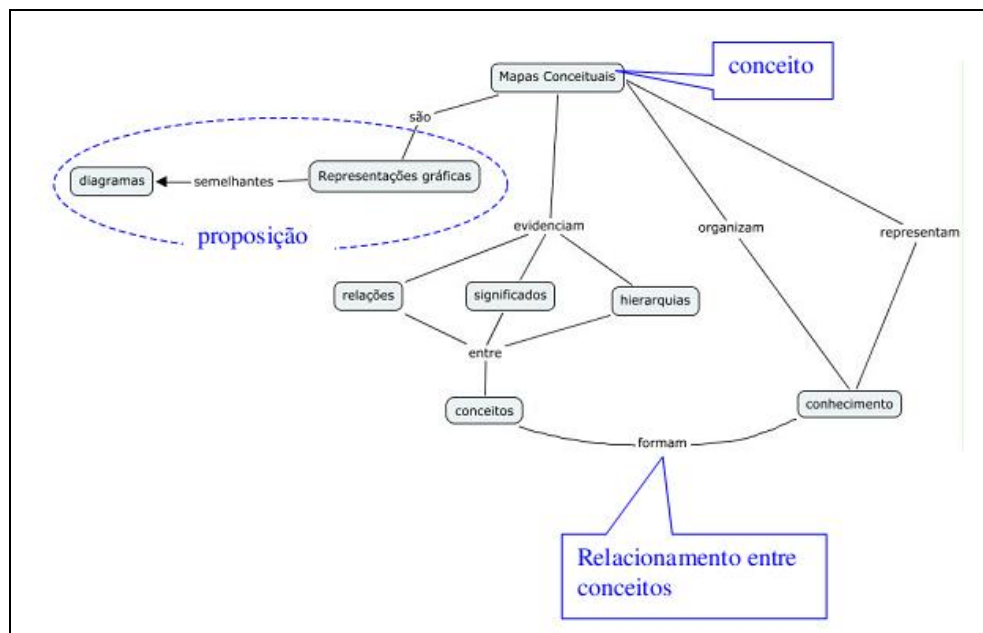 Mapas Conceituais
conceito
são
diagramas
semelhantes
Representações gráficas
proposição
evidenciam
organizam
representam
relações
significados
hierarquias
entre
conceitos
conhecimento
formam
Relacionamento entre
conceitos